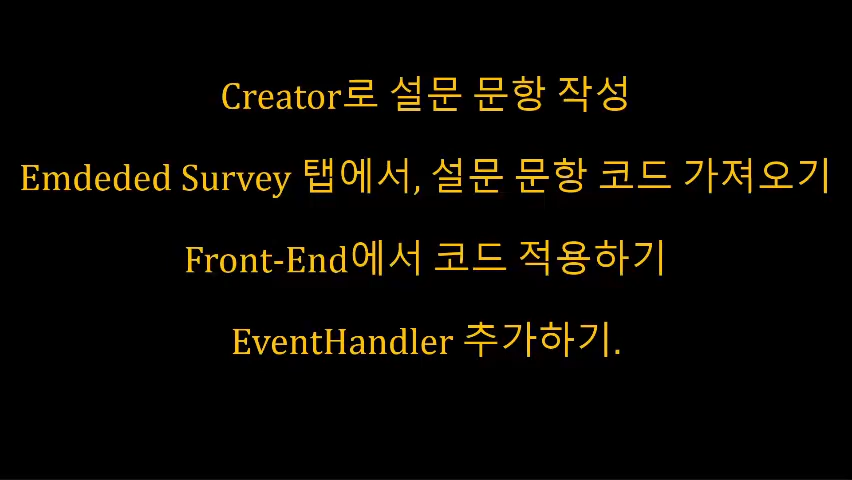 Creator로 설문 문항 작성
Emdeded Survey 탭에서, 설문 문항 코드 가져오기
Front-End에서 코드 적용하기
EventHandler 추가하기.